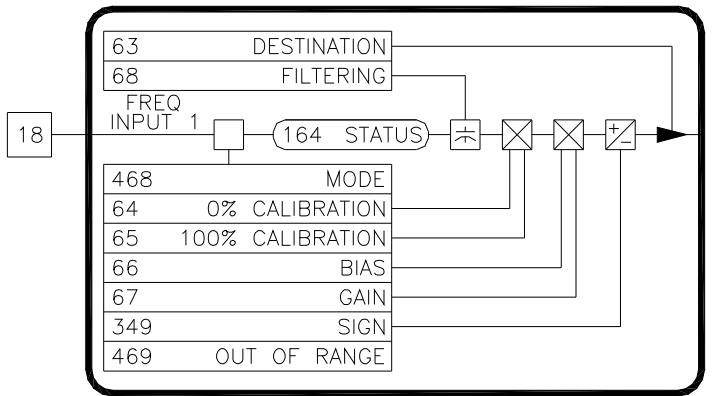 63 DESTINATION
68 FILTERING
FREQ
INPUT 1
18
164 STATUS
+
−
468 MODE
64 0% CALIBRATION
65 100% CALIBRATION
66 BIAS
67 GAIN
349 SIGN
469 OUT OF RANGE